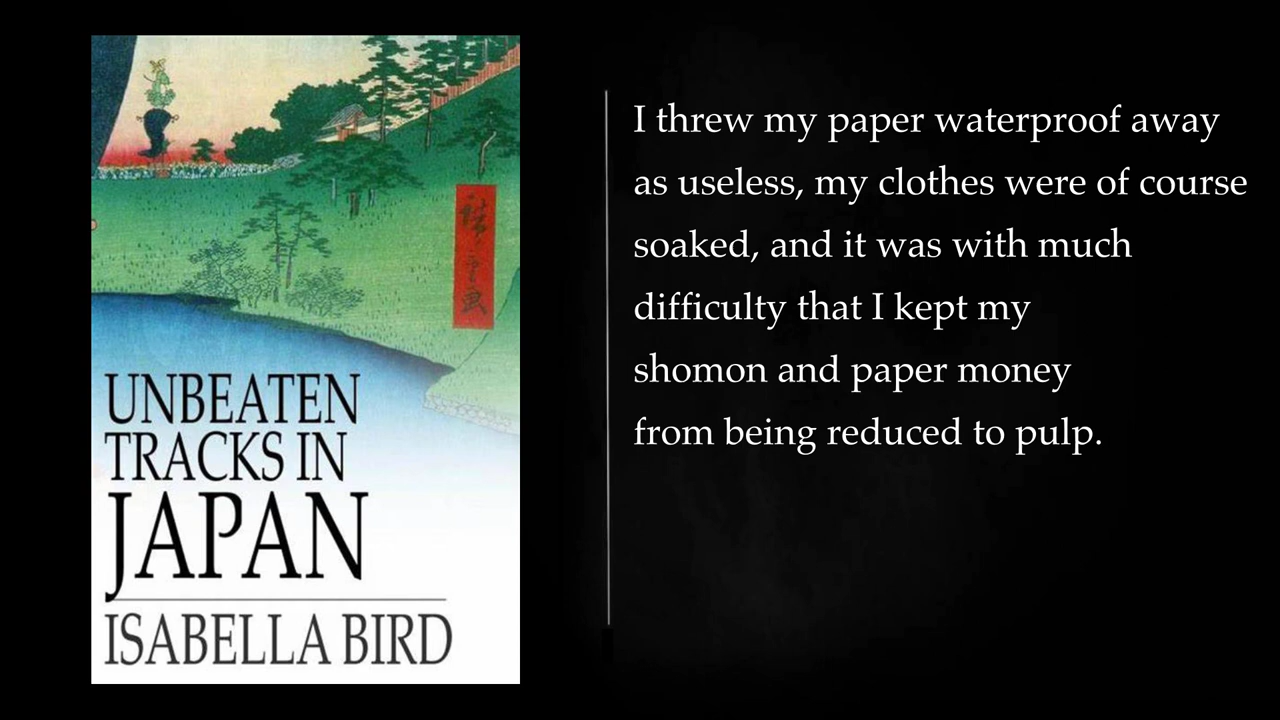 UNBEATEN
TRACKS IN
JAPAN
ISABELLA BIRD
I threw my paper waterproof away
as useless, my clothes were of course
soaked, and it was with much
difficulty that I kept my
shomon and paper money
from being reduced to pulp.